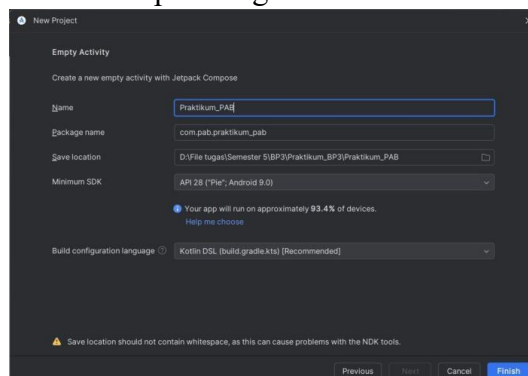 New Project
Empty Activity
Create a new empty activity with Jetpack Compose
Name Praktikum_PAB
Package name com.pab.praktikum_pab
Save location D:\File tugas\Semester 5\BP3\Praktikum_BP3\Praktikum_PAB
Minimum SDK API 28 ("Pie"; Android 9.0)
Your app will run on approximately 93.4% of devices.
Help me choose
Build configuration language Kotlin DSL (build.gradle.kts) [Recommended]
Save location should not contain whitespace, as this can cause problems with the NDK tools.
Previous Next Cancel Finish